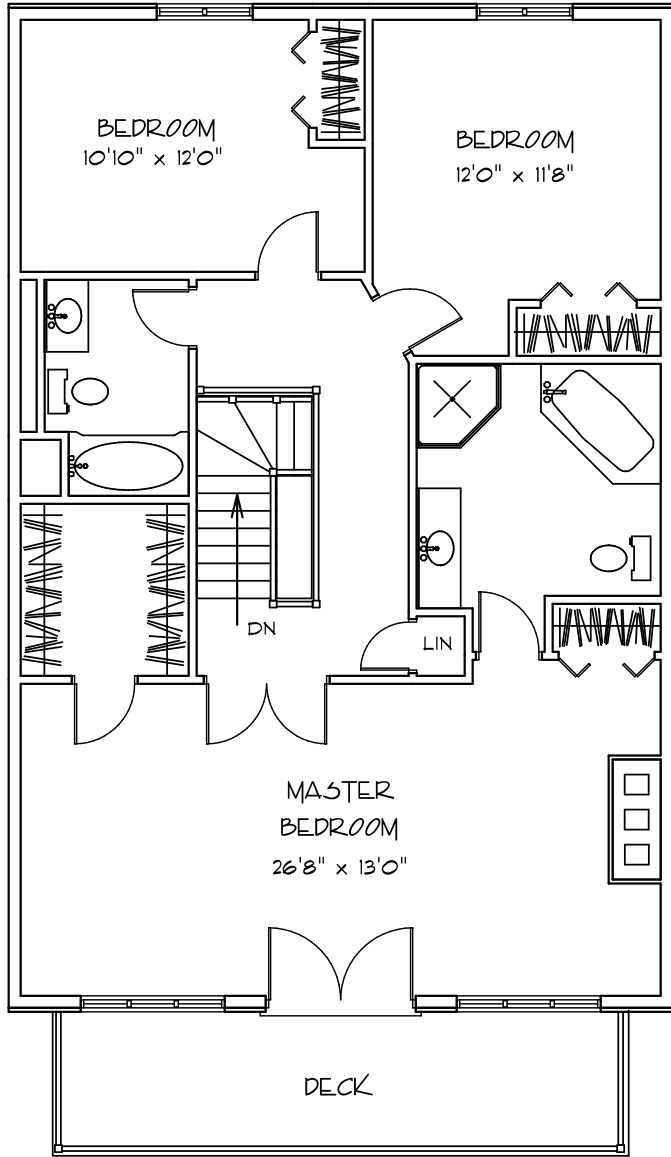 BEDROOM
10'10" x 12'0"
BEDROOM
12'0" x 11'8"
DN
LIN
MASTER
BEDROOM
26'8" x 13'0"
DECK